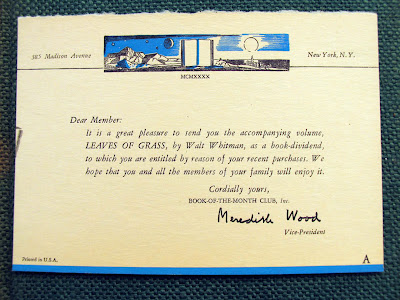 385 Madison Avenue
New York, N.Y.
MCMXXXX
Dear Member:
It is a great pleasure to send you the accompanying volume,
LEAVES OF GRASS, by Walt Whitman, as a book-dividend,
to which you are entitled by reason of your recent purchases. We
hope that you and all the members of your family will enjoy it.
Cordially yours,
BOOK-OF-THE-MONTH CLUB, Inc.
Meredith Wood
Vice-President
Printed in U.S.A.
A